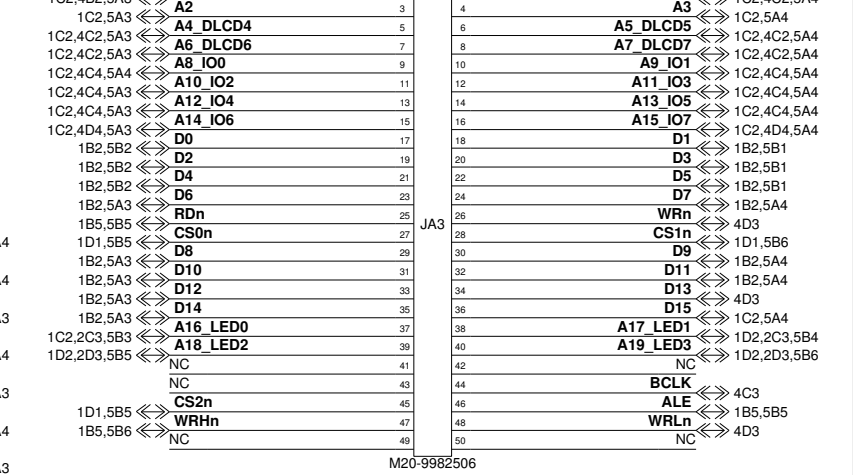 A2 3 4 A3
1C2,5A3 1C2,5A4
A4_DLCD4 5 6 A5_DLCD5
1C2,4C2,5A3 1C2,4C2,5A4
A6_DLCD6 7 8 A7_DLCD7
1C2,4C2,5A3 1C2,4C2,5A4
A8_IO0 9 10 A9_IO1
1C2,4C4,5A4 1C2,4C4,5A4
A10_IO2 11 12 A11_IO3
1C2,4C4,5A3 1C2,4C4,5A4
A12_IO4 13 14 A13_IO5
1C2,4C4,5A3 1C2,4C4,5A4
A14_IO6 15 16 A15_IO7
1C2,4D4,5A3 1C2,4D4,5A4
D0 17 18 D1
1B2,5B2 1B2,5B1
D2 19 20 D3
1B2,5B2 1B2,5B1
D4 21 22 D5
1B2,5B2 1B2,5B1
D6 23 24 D7
1B2,5A3 1B2,5A4
RDn 25 JA3 26 WRn
1B5,5B5 4D3
CS0n 27 28 CS1n
1D1,5B5 1D1,5B6
D8 29 30 D9
1B2,5A3 1B2,5A4
D10 31 32 D11
1B2,5A3 1B2,5A4
D12 33 34 D13
1B2,5A3 4D3
D14 35 36 D15
1B2,5A3 1C2,5A4
A16_LED0 37 38 A17_LED1
1C2,2C3,5B3 1D2,2C3,5B4
A18_LED2 39 40 A19_LED3
1D2,2D3,5B5 1D2,2D3,5B6
NC 41 42 NC
NC 43 44 BCLK
4C3
CS2n 45 46 ALE
1D1,5B5 1B5,5B5
WRHn 47 48 WRLn
1B5,5B6 4D3
NC 49 50 NC
M20-9982506